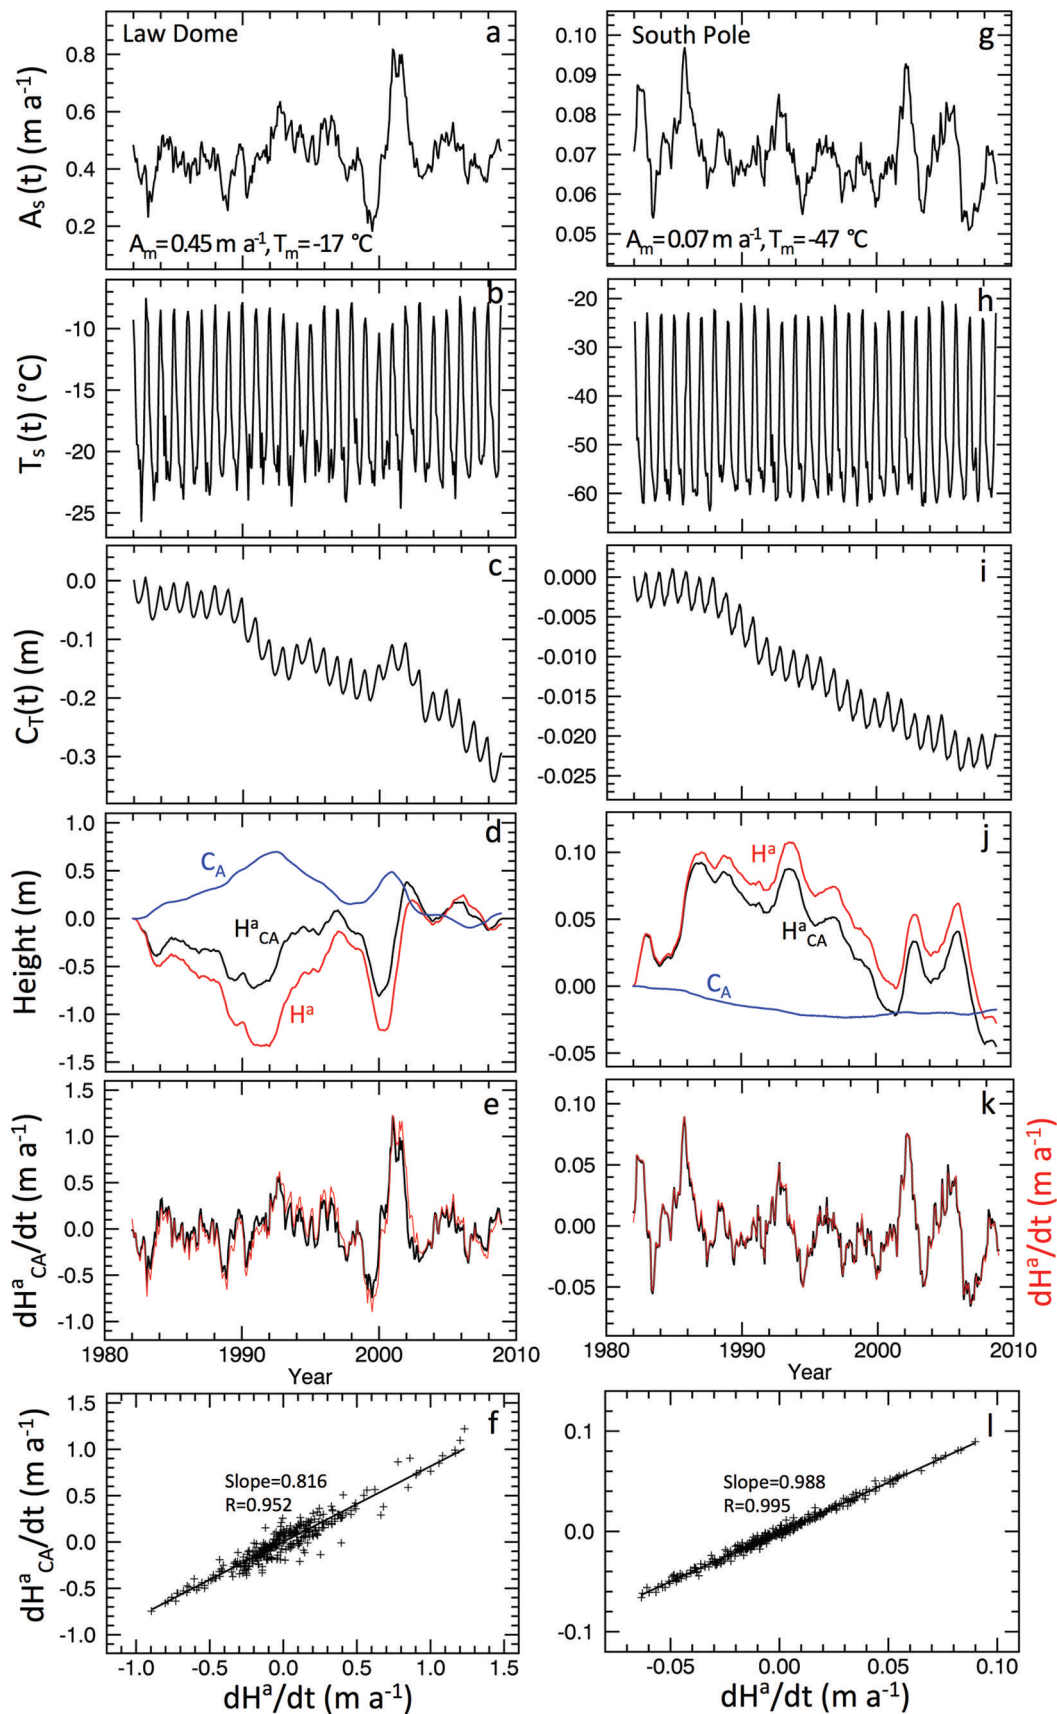 Law Dome
a
A_s(t) (m a⁻¹)
0.8
0.6
0.4
0.2
A_m=0.45 m a⁻¹, T_m= -17 °C
South Pole
g
0.10
0.09
0.08
0.07
0.06
0.05
A_m=0.07 m a⁻¹, T_m= -47 °C
b
T_s(t) (°C)
-10
-15
-20
-25
h
-20
-30
-40
-50
-60
c
C_T(t) (m)
0.0
-0.1
-0.2
-0.3
i
0.000
-0.005
-0.010
-0.015
-0.020
-0.025
d
Height (m)
1.0
0.5
0.0
-0.5
-1.0
-1.5
C_A
Hᵃ_CA
Hᵃ
j
0.10
0.05
0.00
-0.05
Hᵃ
Hᵃ_CA
C_A
e
dHᵃ_CA/dt (m a⁻¹)
1.5
1.0
0.5
0.0
-0.5
-1.0
1980 1990 2000 2010
Year
k
0.10
0.05
0.00
-0.05
dHᵃ/dt (m a⁻¹)
1980 1990 2000 2010
Year
f
dHᵃ_CA/dt (m a⁻¹)
1.5
1.0
0.5
0.0
-0.5
-1.0
Slope=0.816
R=0.952
-1.0 -0.5 0.0 0.5 1.0 1.5
dHᵃ/dt (m a⁻¹)
l
0.1
0.0
-0.1
Slope=0.988
R=0.995
-0.05 0.00 0.05 0.10
dHᵃ/dt (m a⁻¹)